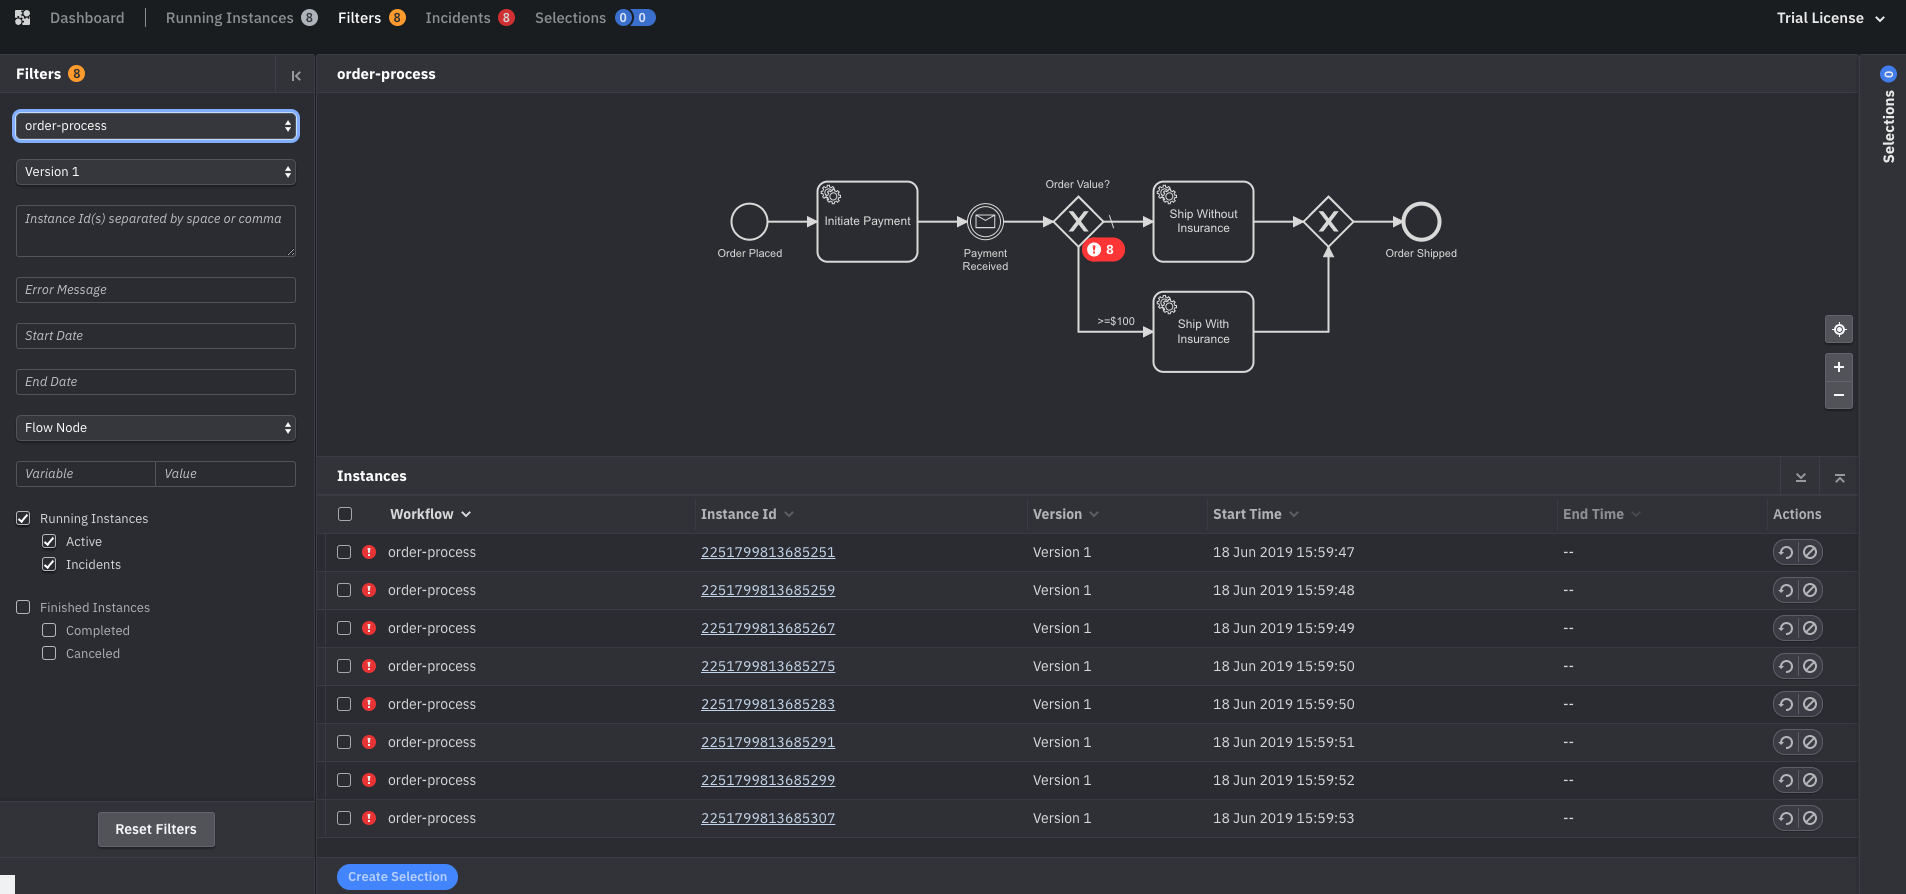 Dashboard Running Instances 8 Filters 8 Incidents 8 Selections 0 0 Trial License
Filters 8
order-process
Version 1
Instance Id(s) separated by space or comma
Error Message
Start Date
End Date
Flow Node
Variable Value
Running Instances
Active
Incidents
Finished Instances
Completed
Canceled
Reset Filters
order-process
Order Placed
Initiate Payment
Payment
Received
Order Value?
8
>=$100
Ship Without
Insurance
Ship With
Insurance
Order Shipped
Selections 0
Instances
Workflow Instance Id Version Start Time End Time Actions
order-process 2251799813685251 Version 1 18 Jun 2019 15:59:47 --
order-process 2251799813685259 Version 1 18 Jun 2019 15:59:48 --
order-process 2251799813685267 Version 1 18 Jun 2019 15:59:49 --
order-process 2251799813685275 Version 1 18 Jun 2019 15:59:50 --
order-process 2251799813685283 Version 1 18 Jun 2019 15:59:50 --
order-process 2251799813685291 Version 1 18 Jun 2019 15:59:51 --
order-process 2251799813685299 Version 1 18 Jun 2019 15:59:52 --
order-process 2251799813685307 Version 1 18 Jun 2019 15:59:53 --
Create Selection